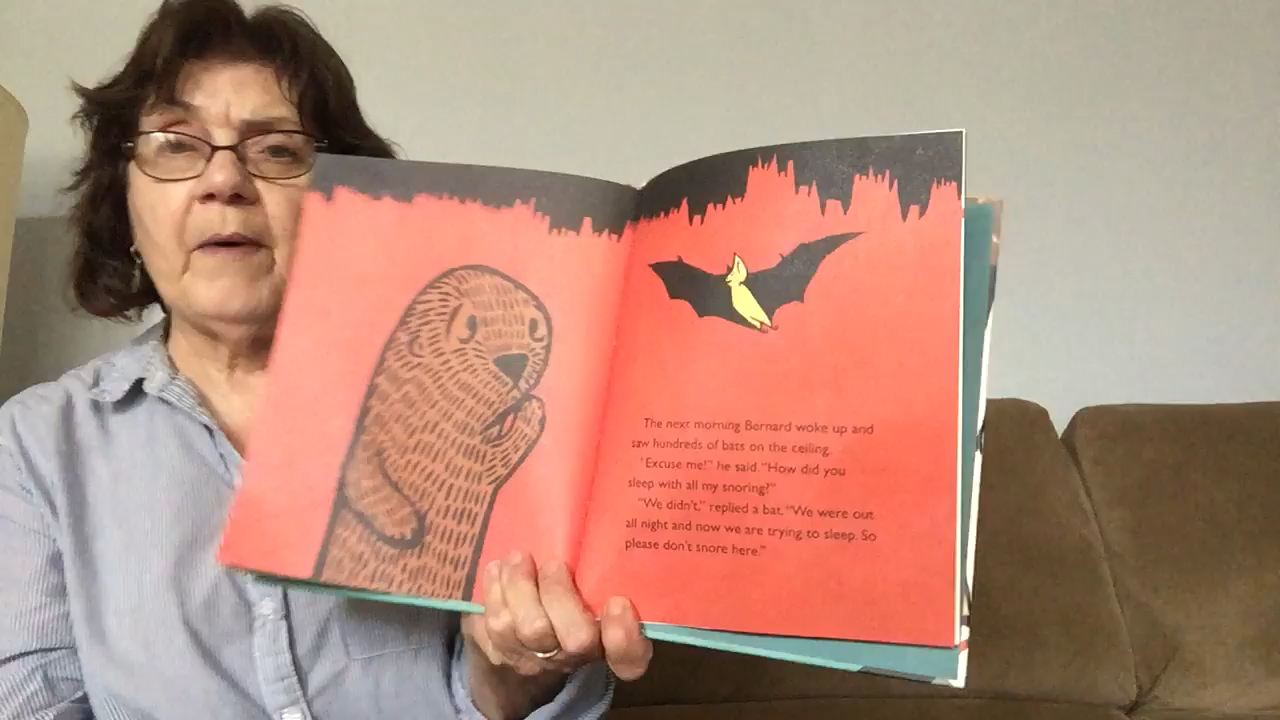 The next morning Bernard woke up and
saw hundreds of bats on the ceiling.
"Excuse me!" he said. "How did you
sleep with all my snoring?"
"We didn't," replied a bat. "We were out
all night and now we are trying to sleep. So
please don't snore here."